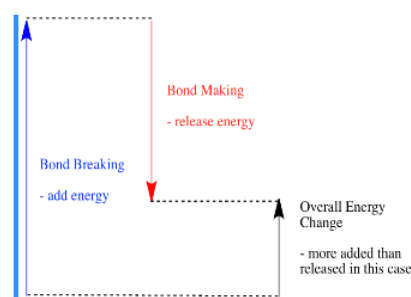 Bond Making
- release energy
Bond Breaking
- add energy
Overall Energy
Change
- more added than
released in this case